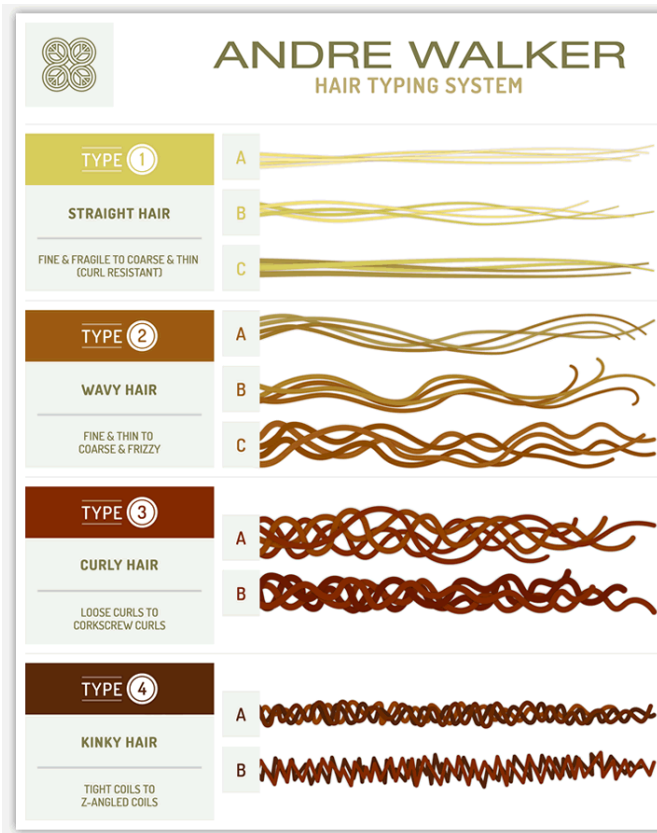 ANDRE WALKER
HAIR TYPING SYSTEM
TYPE 1
STRAIGHT HAIR
FINE & FRAGILE TO COARSE & THIN
(CURL RESISTANT)
A
B
C
TYPE 2
WAVY HAIR
FINE & THIN TO
COARSE & FRIZZY
A
B
C
TYPE 3
CURLY HAIR
LOOSE CURLS TO
CORKSCREW CURLS
A
B
TYPE 4
KINKY HAIR
TIGHT COILS TO
Z-ANGLED COILS
A
B